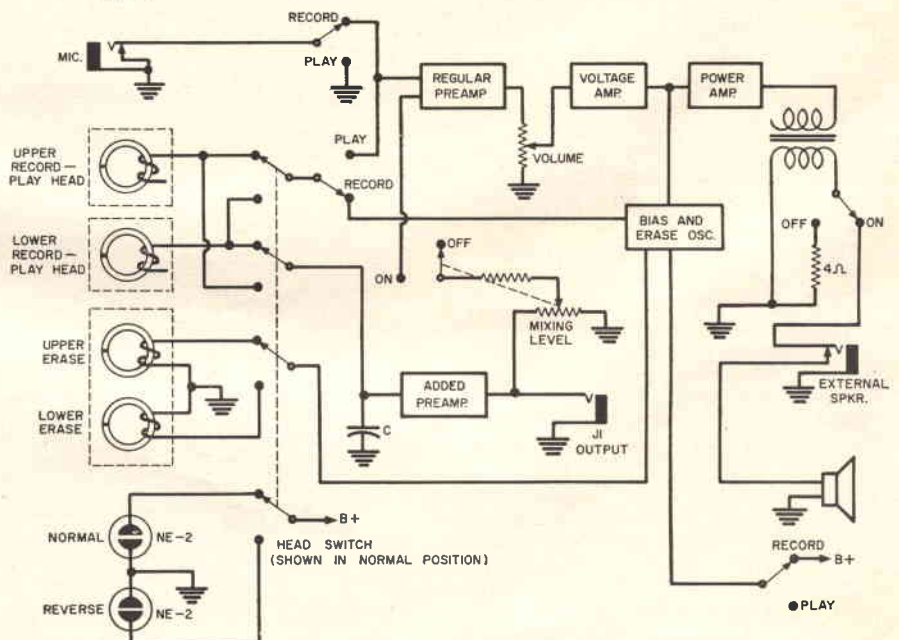 RECORD
MIC.
PLAY
REGULAR
PREAMP
VOLTAGE
AMP.
POWER
AMP.
UPPER
RECORD—
PLAY HEAD
PLAY
VOLUME
RECORD
LOWER
RECORD—
PLAY HEAD
BIAS AND
ERASE OSC.
OFF
ON
4Ω
OFF
ON
MIXING
LEVEL
UPPER
ERASE
LOWER
ERASE
ADDED
PREAMP.
C
J1
OUTPUT
EXTERNAL
SPKR.
NORMAL
NE-2
B+
HEAD SWITCH
(SHOWN IN NORMAL POSITION)
REVERSE
NE-2
RECORD
B+
PLAY